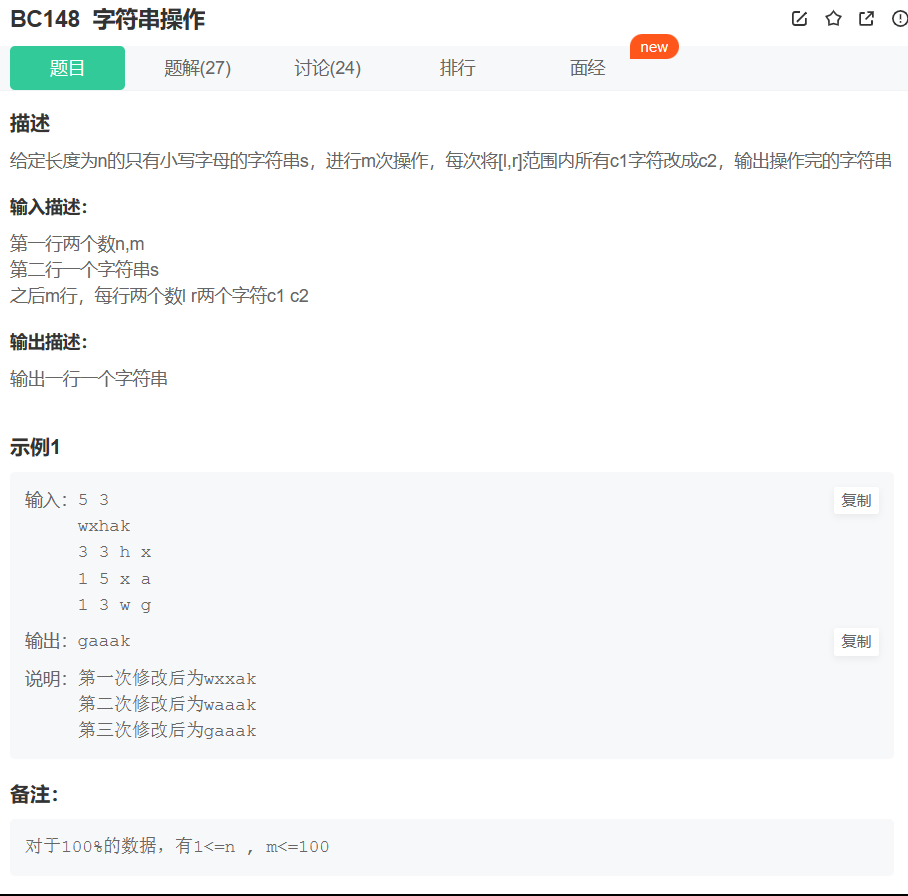 BC148 字符串操作
题目 题解(27) 讨论(24) 排行 面经 new
描述
给定长度为n的只有小写字母的字符串s，进行m次操作，每次将[l,r]范围内所有c1字符改成c2，输出操作完的字符串
输入描述：
第一行两个数n,m
第二行一个字符串s
之后m行，每行两个数l r两个字符c1 c2
输出描述：
输出一行一个字符串
示例1
输入：5 3 复制
wxhak
3 3 h x
1 5 x a
1 3 w g
输出：gaaak 复制
说明：第一次修改后为wxxak
第二次修改后为waaak
第三次修改后为gaaak
备注：
对于100%的数据，有1<=n , m<=100